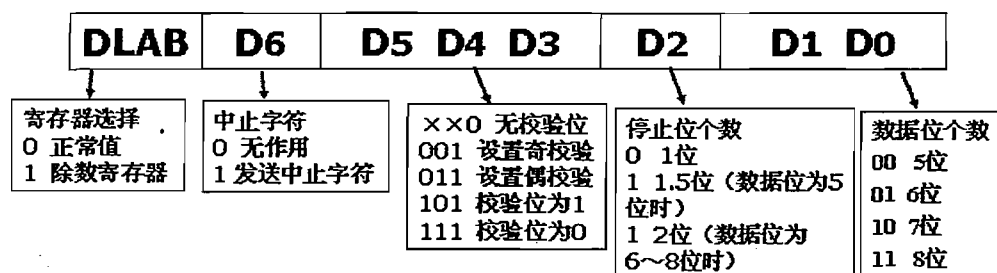 DLAB D6 D5 D4 D3 D2 D1 D0
寄存器选择
0 正常值
1 除数寄存器
中止字符
0 无作用
1 发送中止字符
××0 无校验位
001 设置奇校验
011 设置偶校验
101 校验位为1
111 校验位为0
停止位个数
0 1位
1 1.5位（数据位为5
位时）
1 2位（数据位为
6～8位时）
数据位个数
00 5位
01 6位
10 7位
11 8位